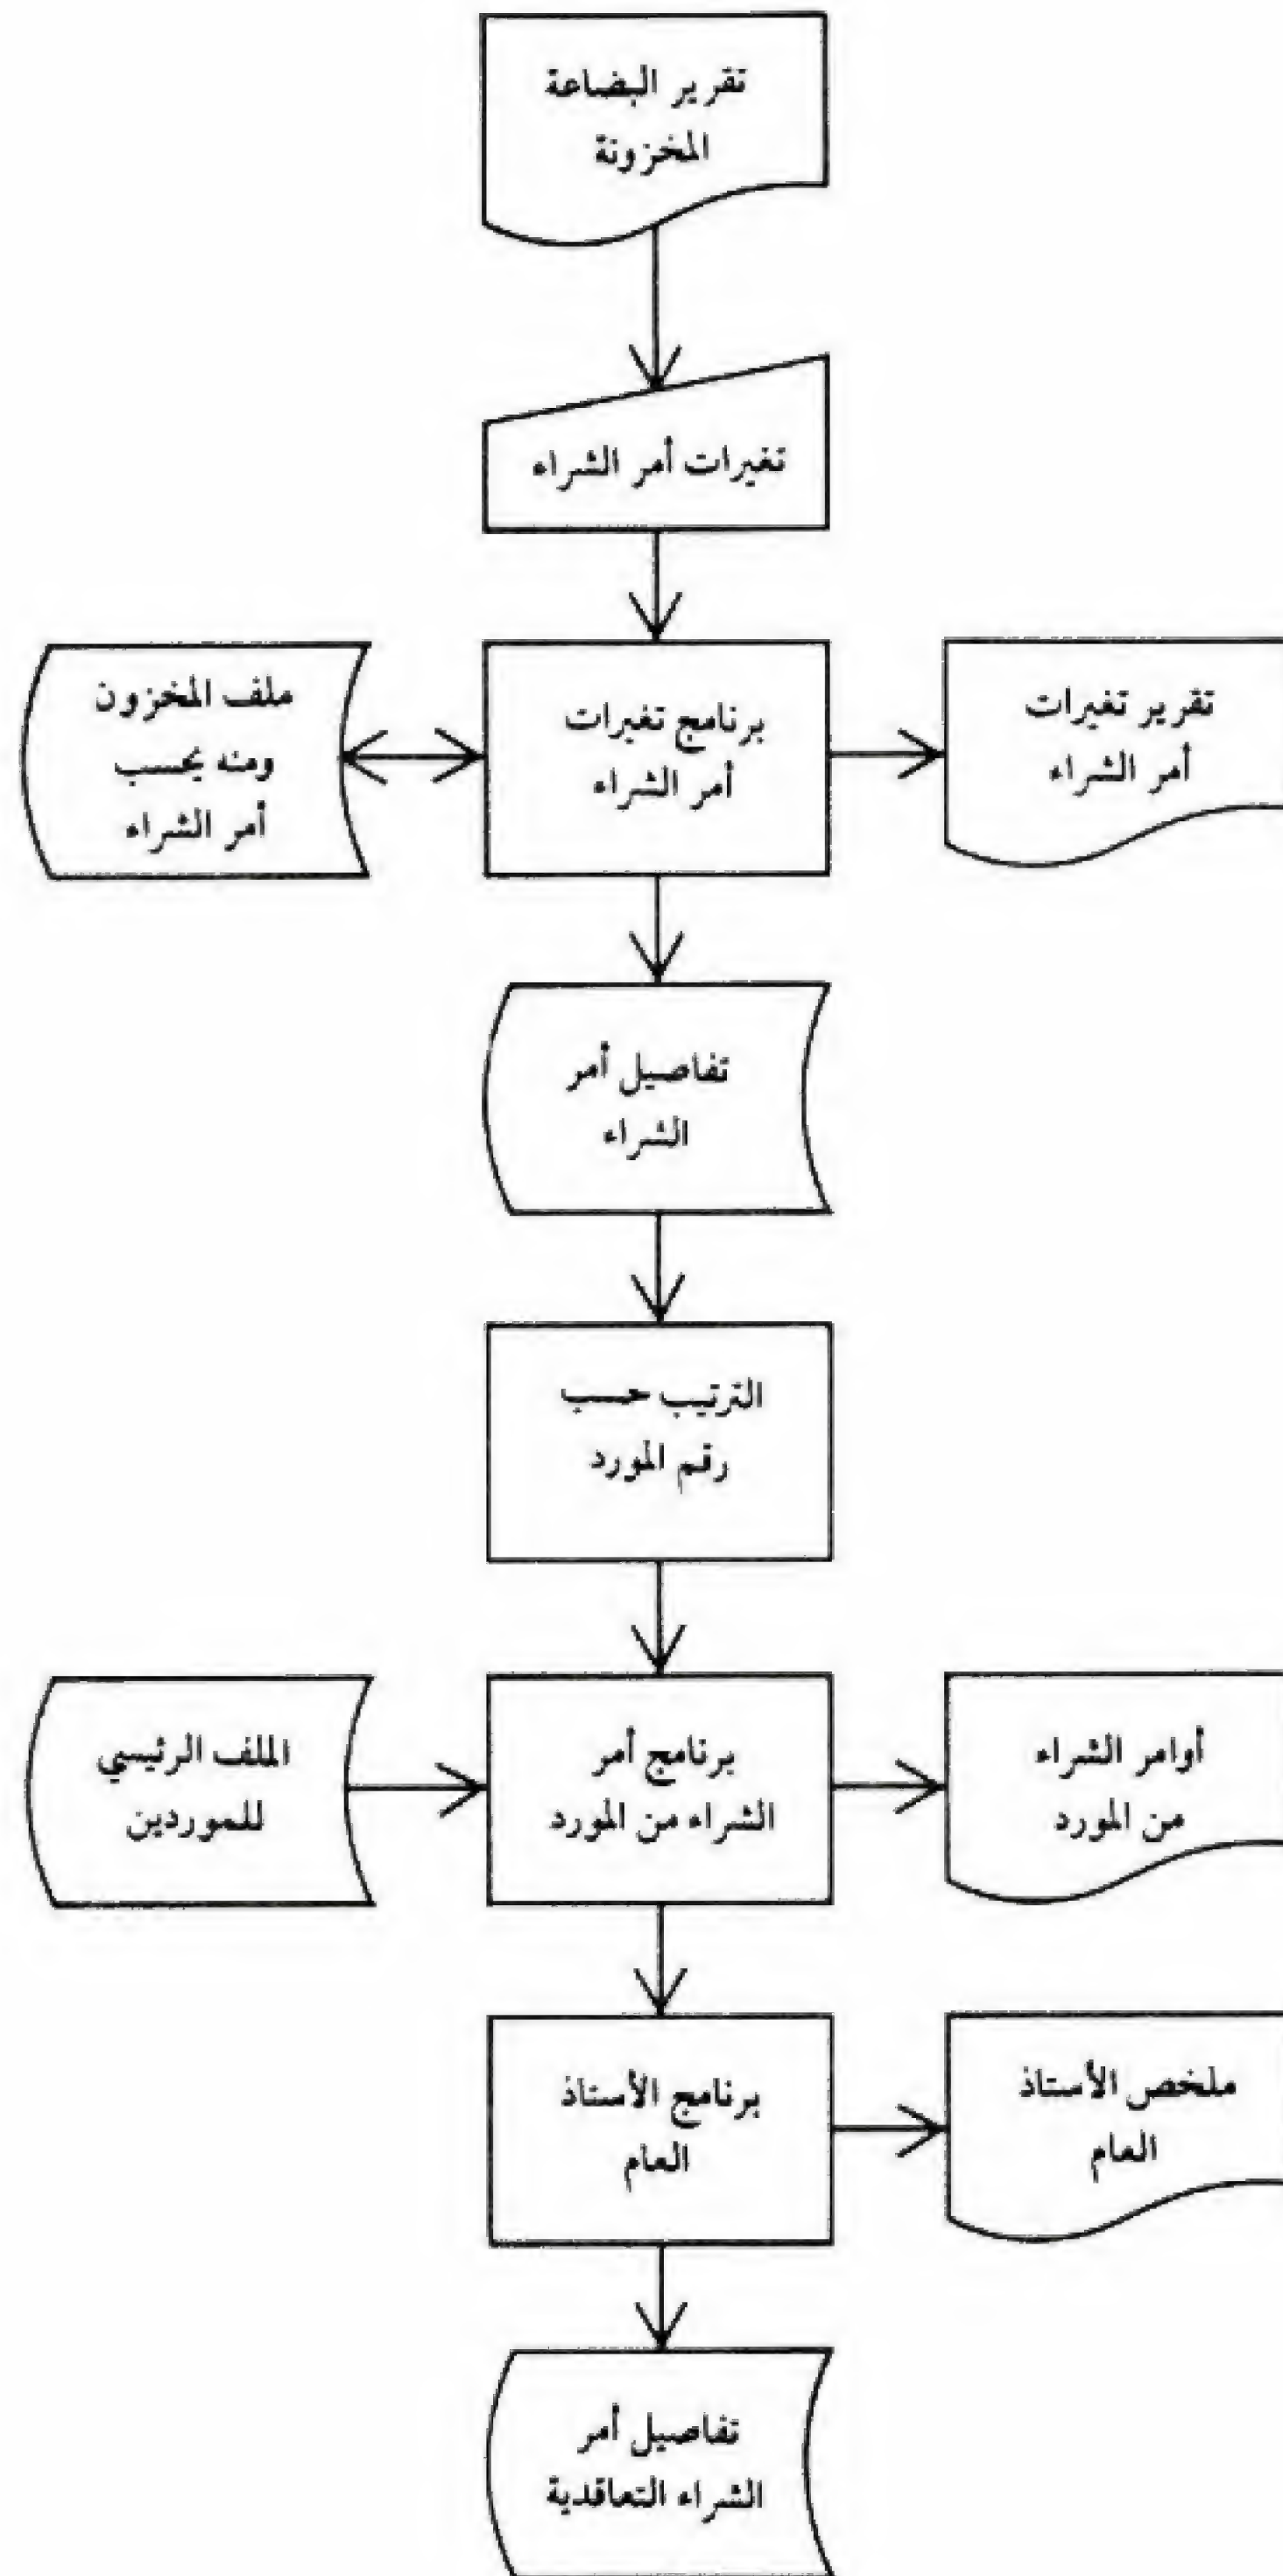 تقرير البضاعة
المخزونة
تغيرات أمر الشراء
ملف المخزون
ومنه يحسب
أمر الشراء
برنامج تغيرات
أمر الشراء
تقرير تغيرات
أمر الشراء
تفاصيل أمر
الشراء
الترتيب حسب
رقم المورد
الملف الرئيسي
للموردين
برنامج أمر
الشراء من المورد
أوامر الشراء
من المورد
برنامج الأستاذ
العام
ملخص الأستاذ
العام
تفاصيل أمر
الشراء التعاقدية